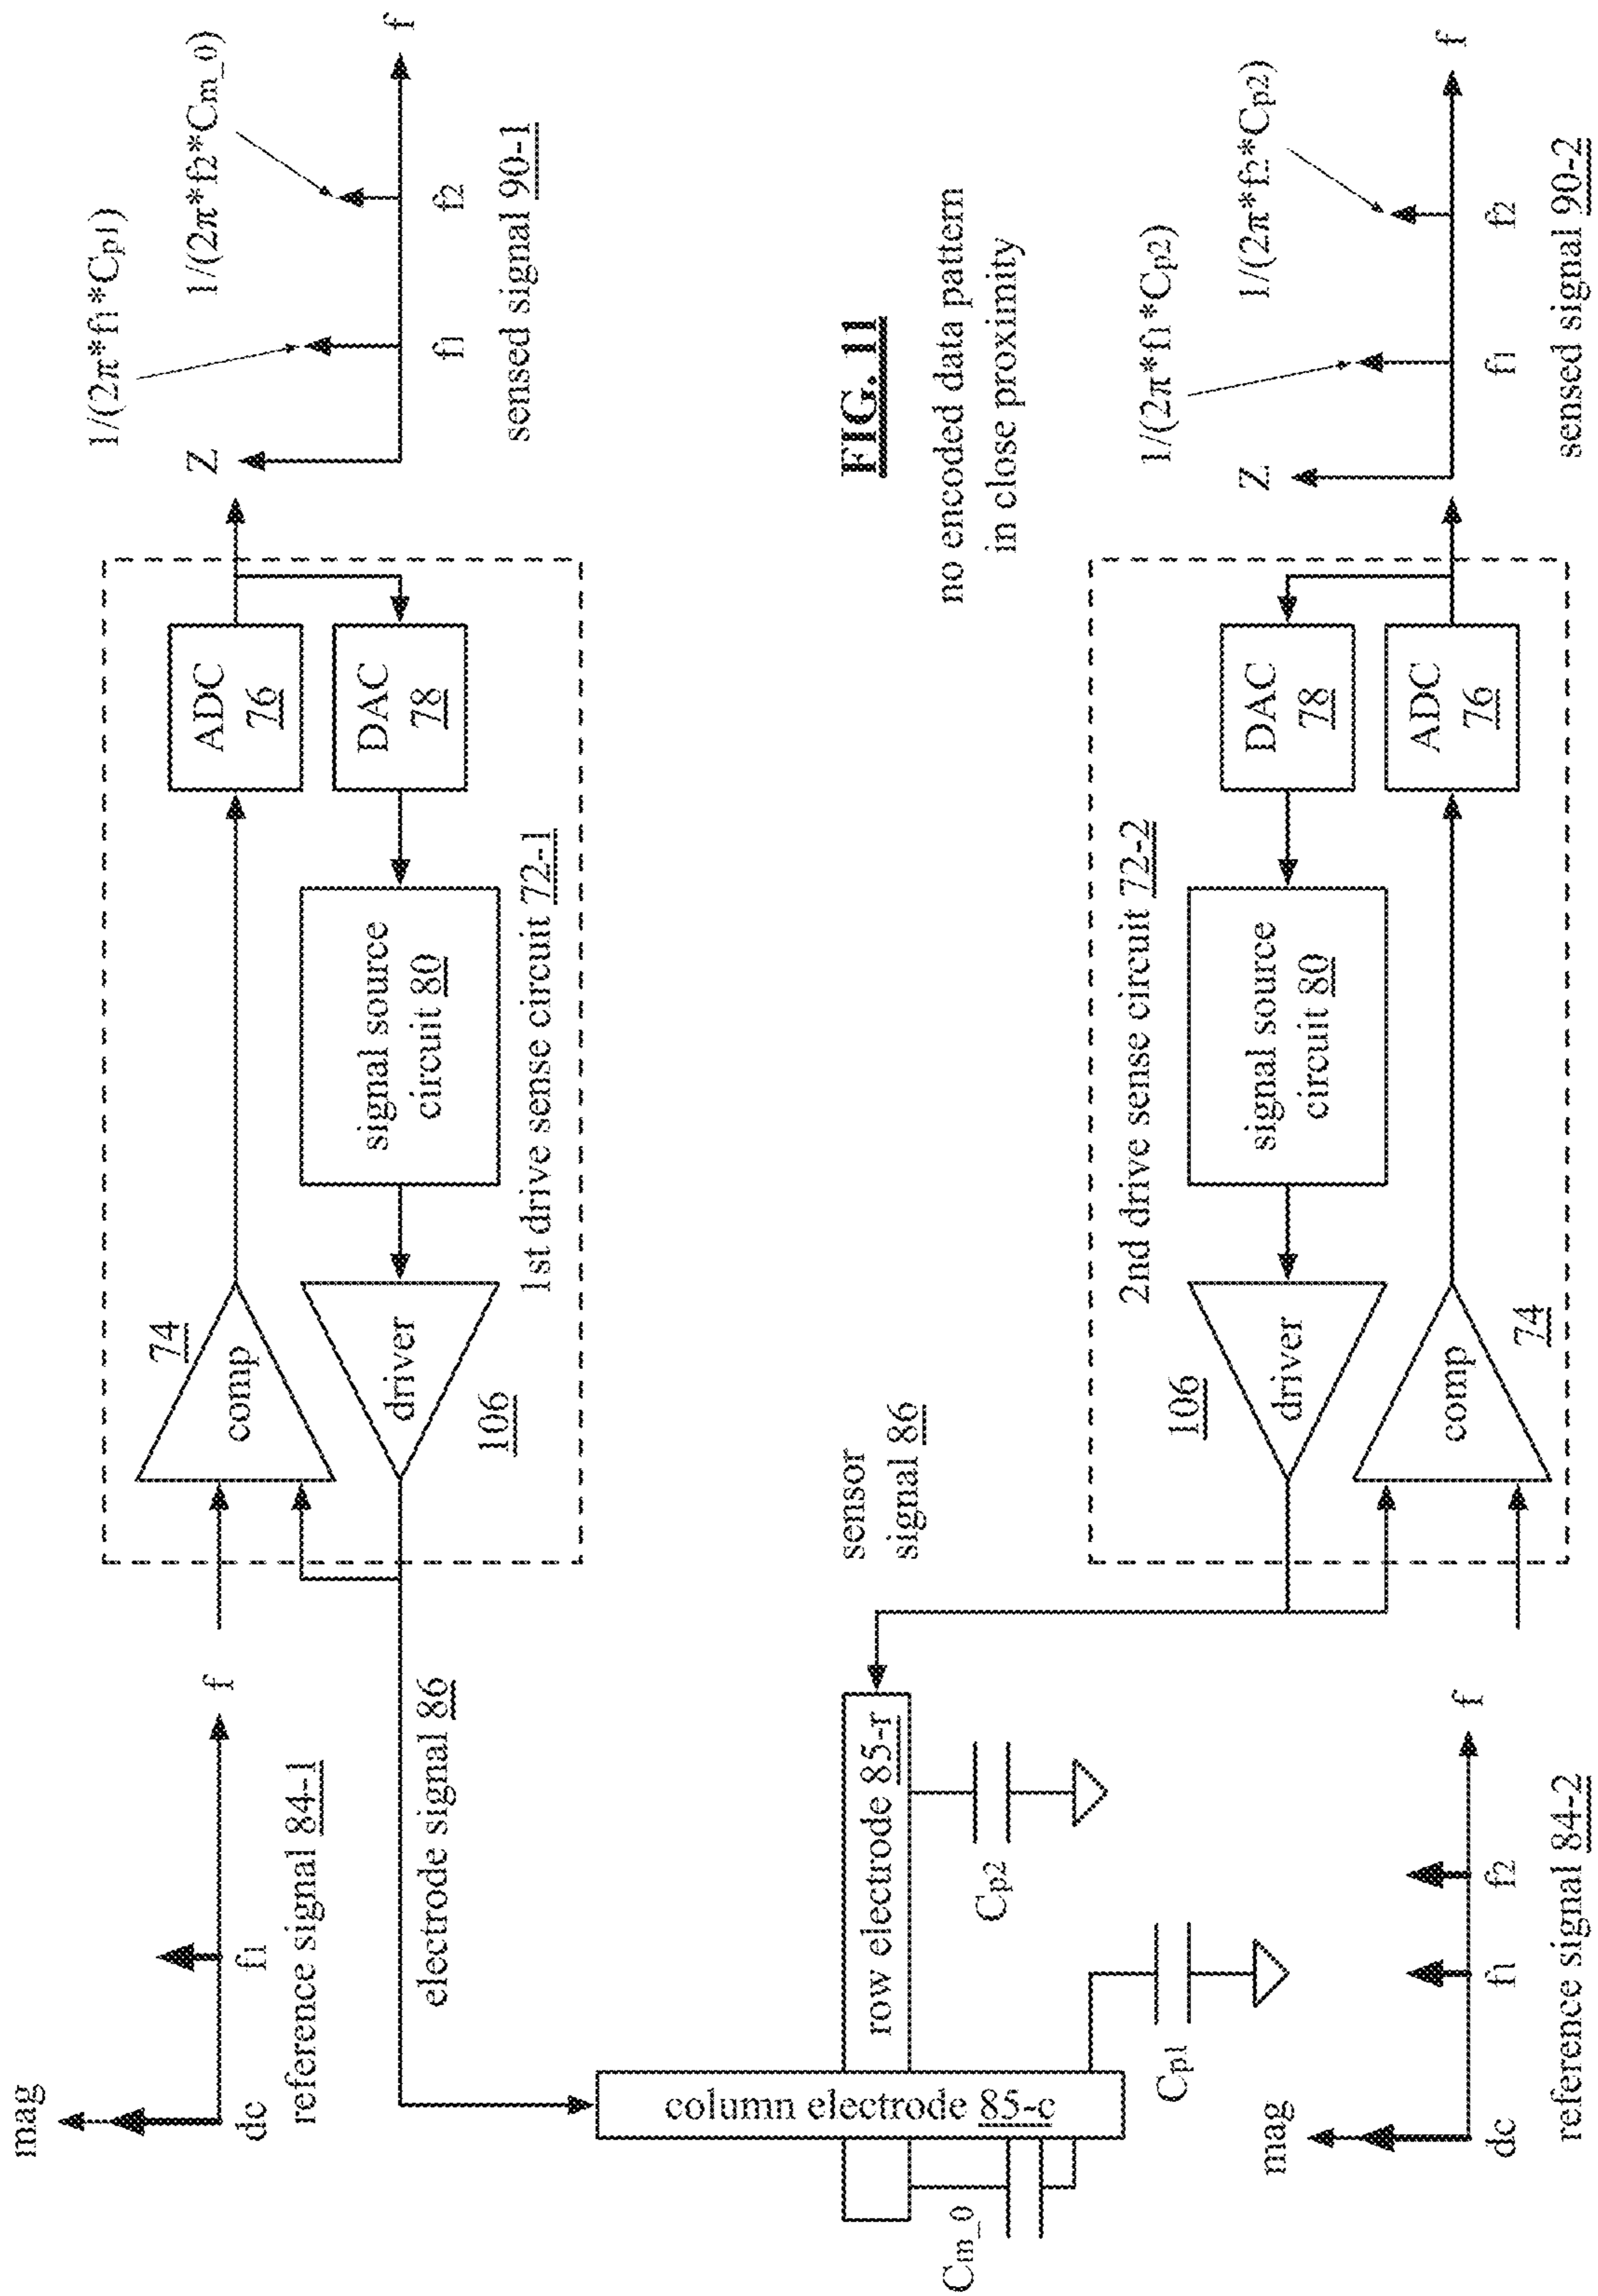 mag
dc
f1
f
reference signal 84-1
74
comp
ADC
76
DAC
78
signal source
circuit 80
driver
106
1st drive sense circuit 72-1
electrode signal 86
Z
1/(2π*f1*Cp1)
1/(2π*f2*Cm_0)
f1
f2
f
sensed signal 90-1
FIG. 11
no encoded data pattern
in close proximity
column electrode 85-c
row electrode 85-r
Cm_0
Cp1
Cp2
sensor
signal 86
2nd drive sense circuit 72-2
106
driver
signal source
circuit 80
DAC
78
ADC
76
comp
74
mag
dc
f1
f2
f
reference signal 84-2
Z
1/(2π*f1*Cp2)
1/(2π*f2*Cp2)
f1
f2
f
sensed signal 90-2